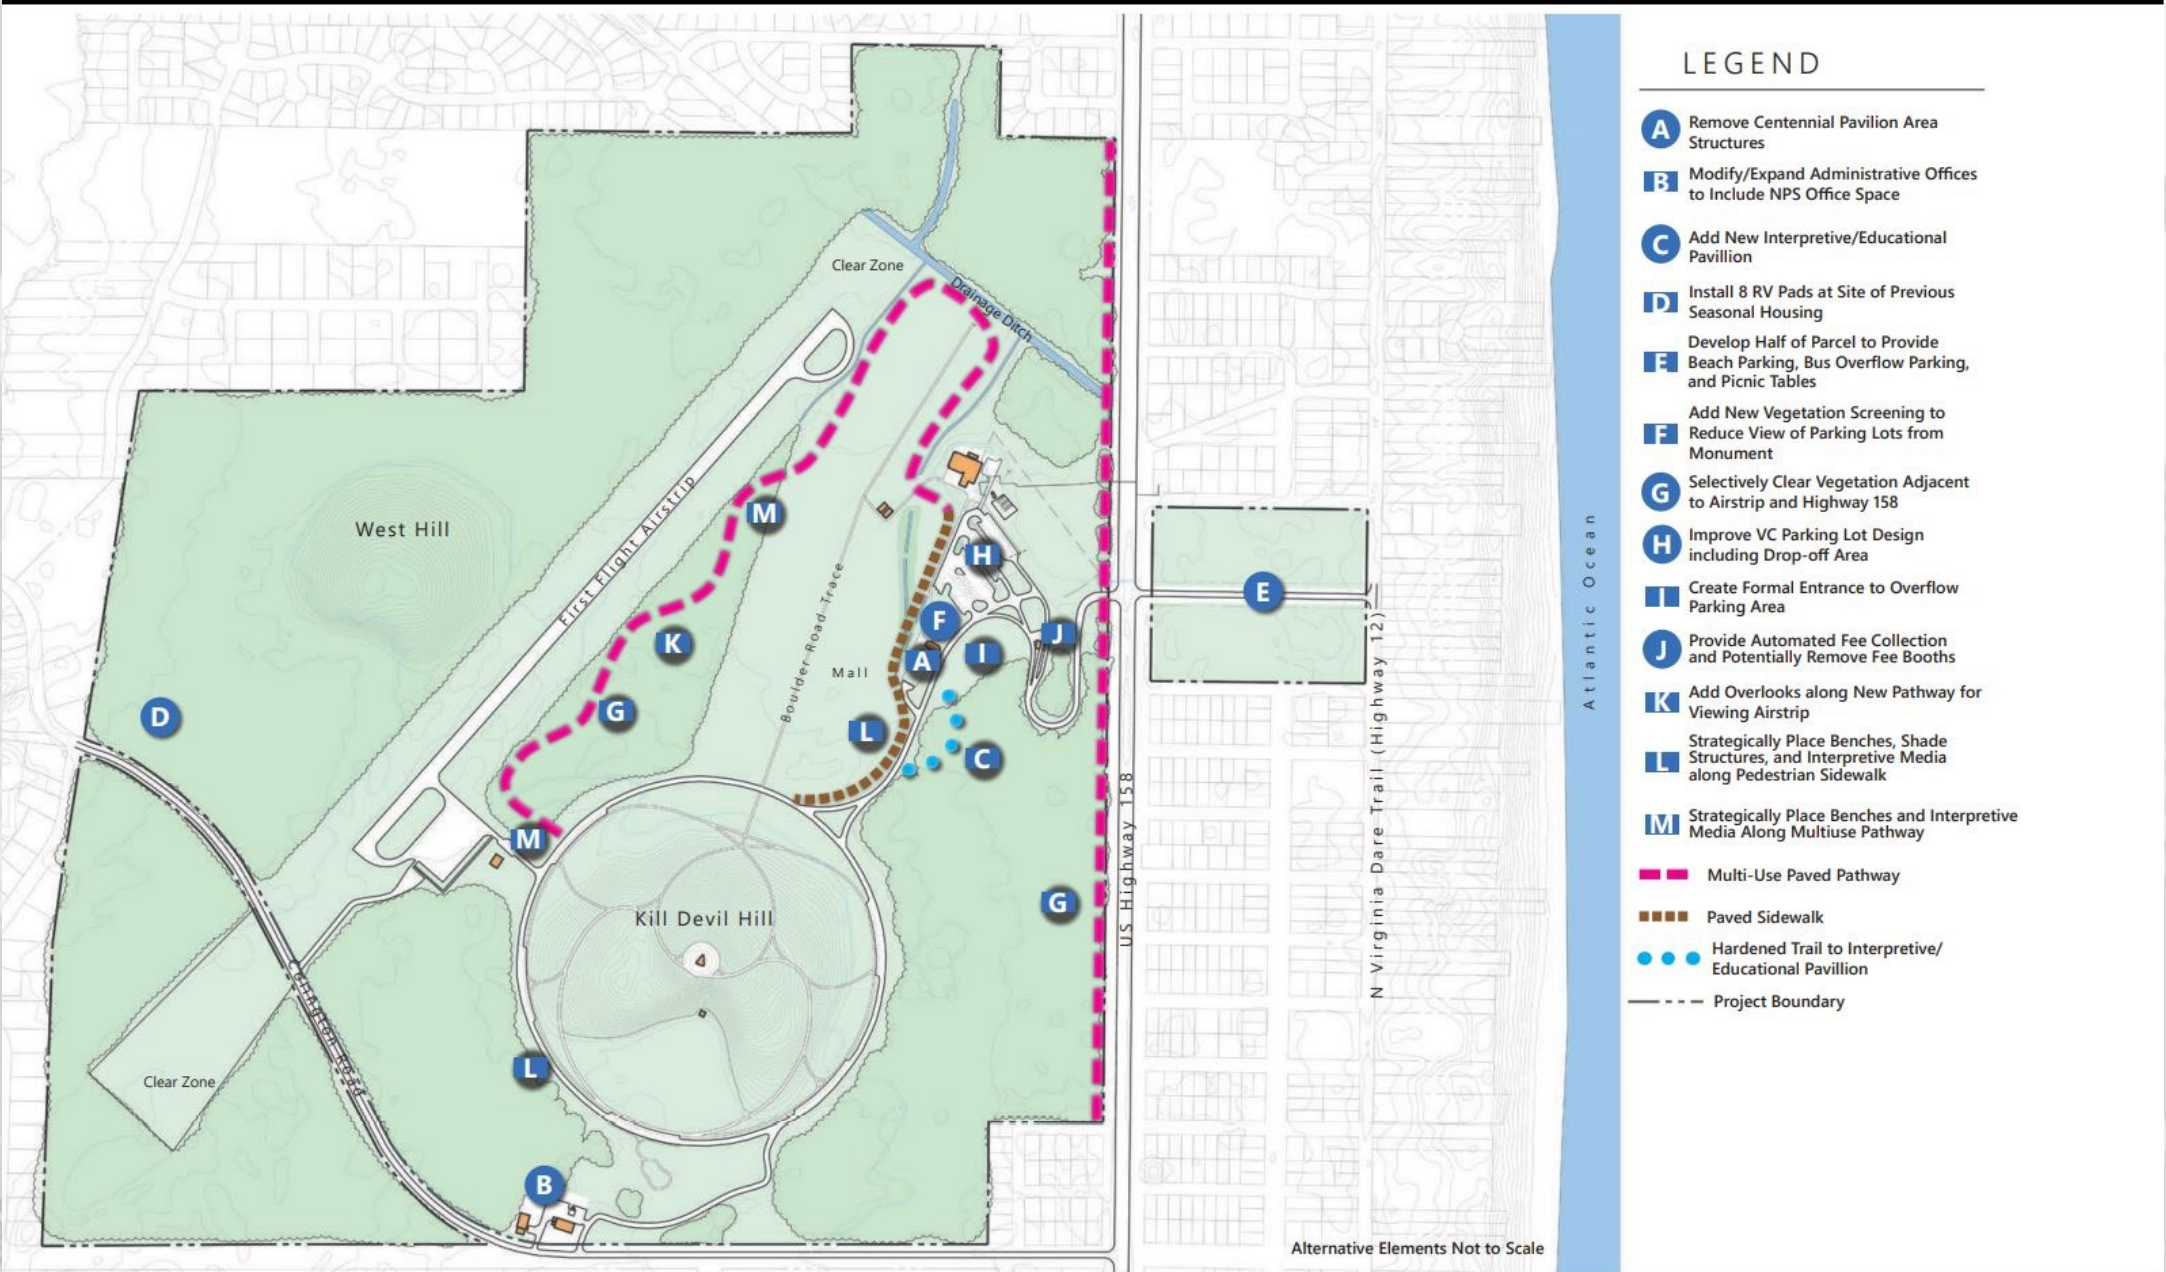 LEGEND
A Remove Centennial Pavilion Area
Structures
B Modify/Expand Administrative Offices
to Include NPS Office Space
C Add New Interpretive/Educational
Pavillion
D Install 8 RV Pads at Site of Previous
Seasonal Housing
E Develop Half of Parcel to Provide
Beach Parking, Bus Overflow Parking,
and Picnic Tables
F Add New Vegetation Screening to
Reduce View of Parking Lots from
Monument
G Selectively Clear Vegetation Adjacent
to Airstrip and Highway 158
H Improve VC Parking Lot Design
including Drop-off Area
I Create Formal Entrance to Overflow
Parking Area
J Provide Automated Fee Collection
and Potentially Remove Fee Booths
K Add Overlooks along New Pathway for
Viewing Airstrip
L Strategically Place Benches, Shade
Structures, and Interpretive Media
along Pedestrian Sidewalk
M Strategically Place Benches and Interpretive
Media Along Multiuse Pathway
Multi-Use Paved Pathway
Paved Sidewalk
Hardened Trail to Interpretive/
Educational Pavillion
Project Boundary
Clear Zone
Drainage Ditch
West Hill
First Flight Airstrip
M
H
E
Boulder Road Trace
F
J
K
A
I
Mall
G
D
L
C
M
Kill Devil Hill
G
US Highway 158
N Virginia Dare Trail (Highway 12)
Atlantic Ocean
Colington Road
Clear Zone
L
B
Alternative Elements Not to Scale